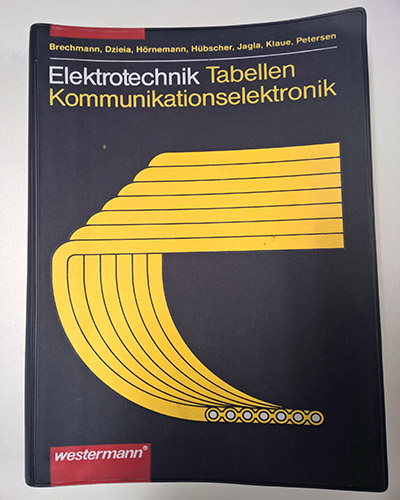 Brechmann, Dzieia, Hörnemann, Hübscher, Jagla, Klaue, Petersen
Elektrotechnik Tabellen
Kommunikationselektronik
westermann®